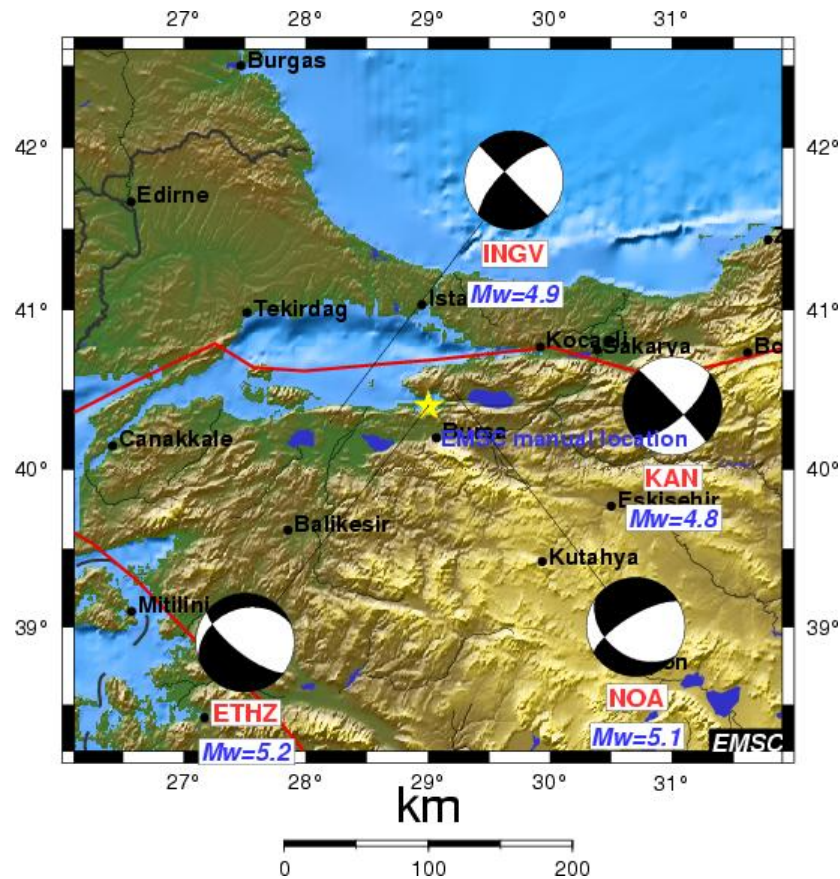 27° 28° 29° 30° 31°
Burgas
42° 42°
Edirne
INGV
Mw=4.9
Ista
41° 41°
Tekirdag
Kocaeli
Sakarya
Bo
Canakkale
Bursa
EMSC manual location
40° 40°
KAN
Eskisehir
Mw=4.8
Balikesir
Kutahya
Mitilini
39° 39°
on
ETHZ
NOA
Mw=5.2
Mw=5.1
EMSC
27° 28° 29° 30° 31°
km
0 100 200